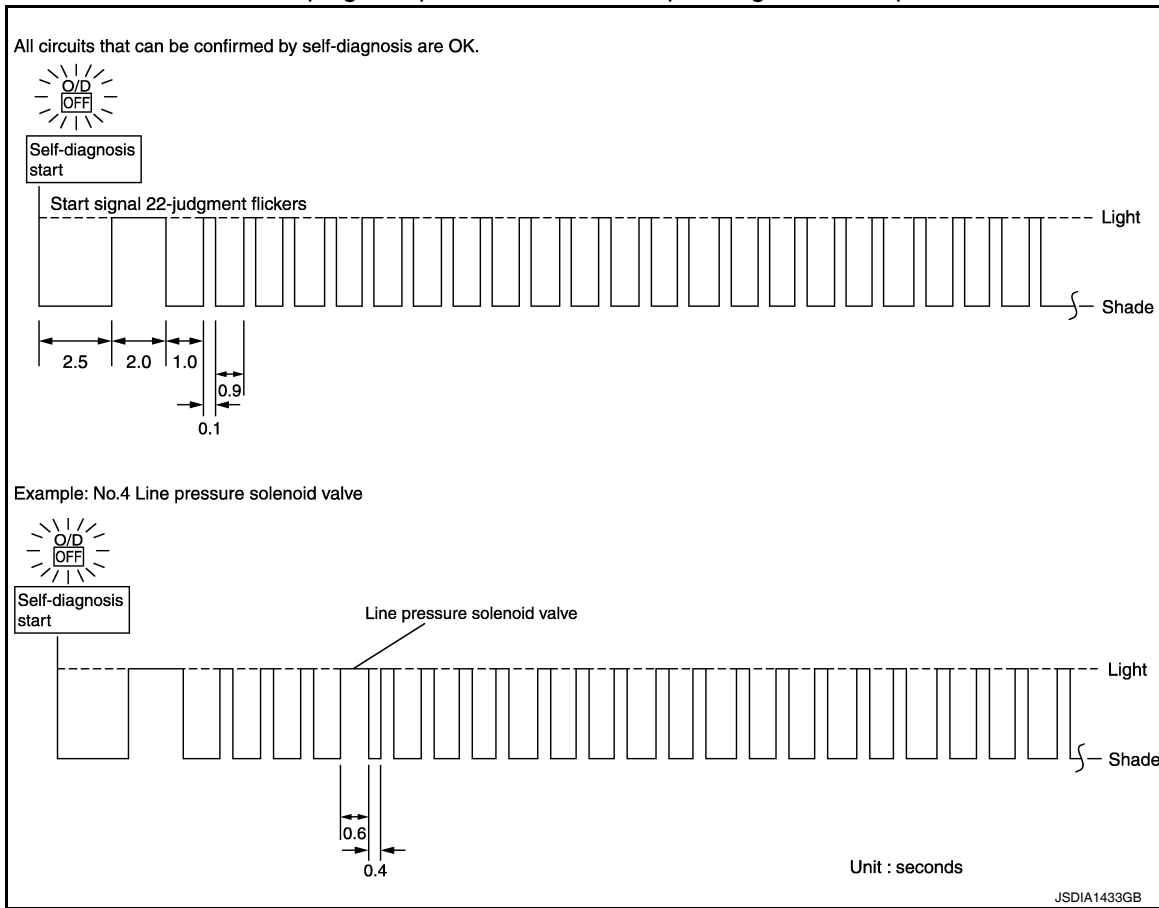 All circuits that can be confirmed by self-diagnosis are OK.
O/D
OFF
Self-diagnosis
start
Start signal 22-judgment flickers
Light
Shade
2.5
2.0
1.0
0.9
0.1
Example: No.4 Line pressure solenoid valve
O/D
OFF
Self-diagnosis
start
Line pressure solenoid valve
Light
Shade
0.6
0.4
Unit : seconds
JSDIA1433GB